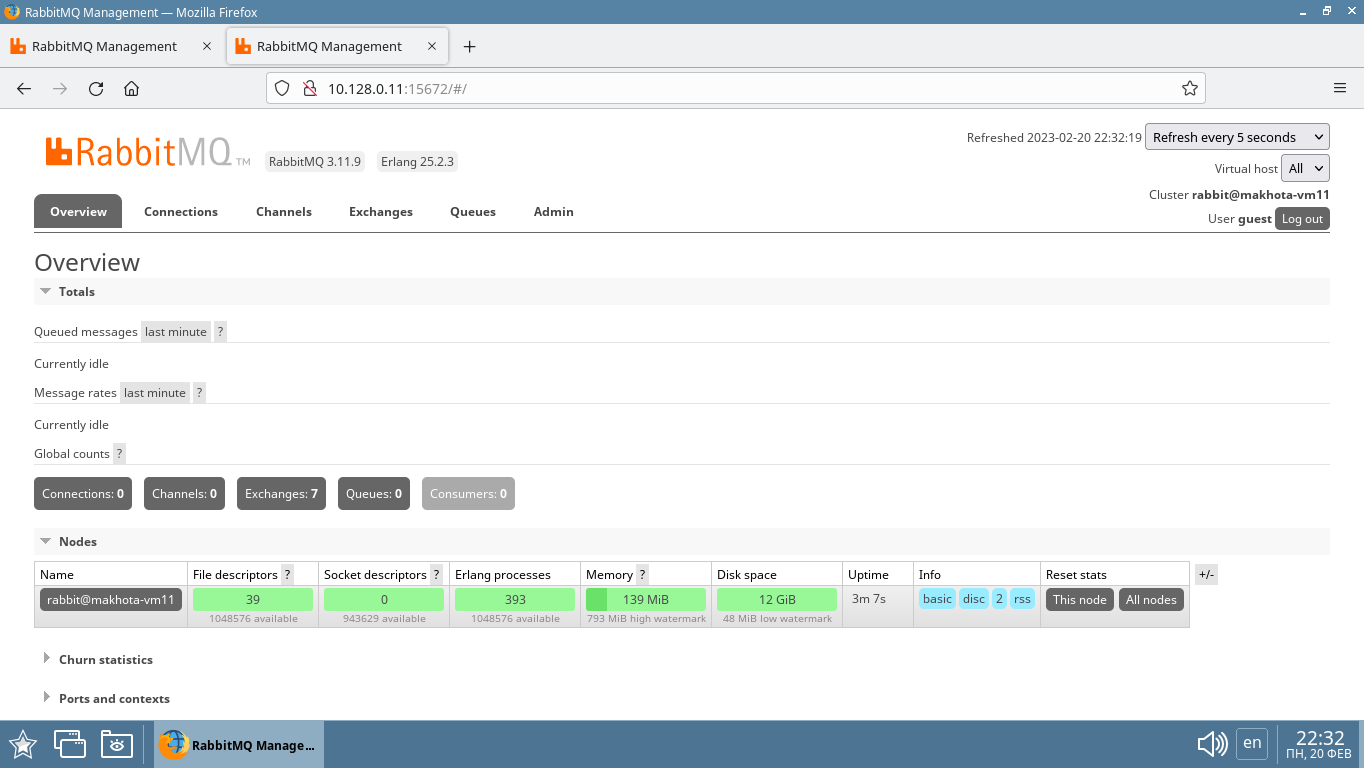 RabbitMQ Management — Mozilla Firefox
RabbitMQ Management
RabbitMQ Management
10.128.0.11:15672/#/
RabbitMQ TM
RabbitMQ 3.11.9 Erlang 25.2.3
Refreshed 2023-02-20 22:32:19 Refresh every 5 seconds
Virtual host All
Cluster rabbit@makhota-vm11
User guest Log out
Overview Connections Channels Exchanges Queues Admin
Overview
Totals
Queued messages last minute ?
Currently idle
Message rates last minute ?
Currently idle
Global counts ?
Connections: 0 Channels: 0 Exchanges: 7 Queues: 0 Consumers: 0
Nodes
Name File descriptors ? Socket descriptors ? Erlang processes Memory ? Disk space Uptime Info Reset stats +/-
rabbit@makhota-vm11 39 0 393 139 MiB 12 GiB 3m 7s basic disc 2 rss This node All nodes
1048576 available 943629 available 1048576 available 793 MiB high watermark 48 MiB low watermark
Churn statistics
Ports and contexts
RabbitMQ Manage...
en
22:32
ПН, 20 ФЕВ